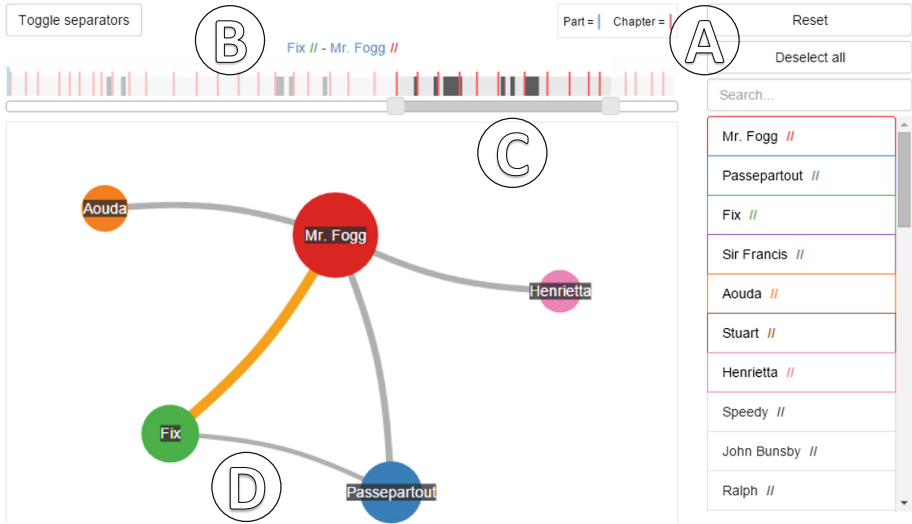 Toggle separators
Part = | Chapter = |
A
Reset
B
Fix // - Mr. Fogg //
Deselect all
Search...
C
Mr. Fogg //
Passepartout //
Fix //
Sir Francis //
Aouda //
Stuart //
Henrietta //
Speedy //
John Bunsby //
Ralph //
Aouda
Mr. Fogg
Henrietta
Fix
D
Passepartout